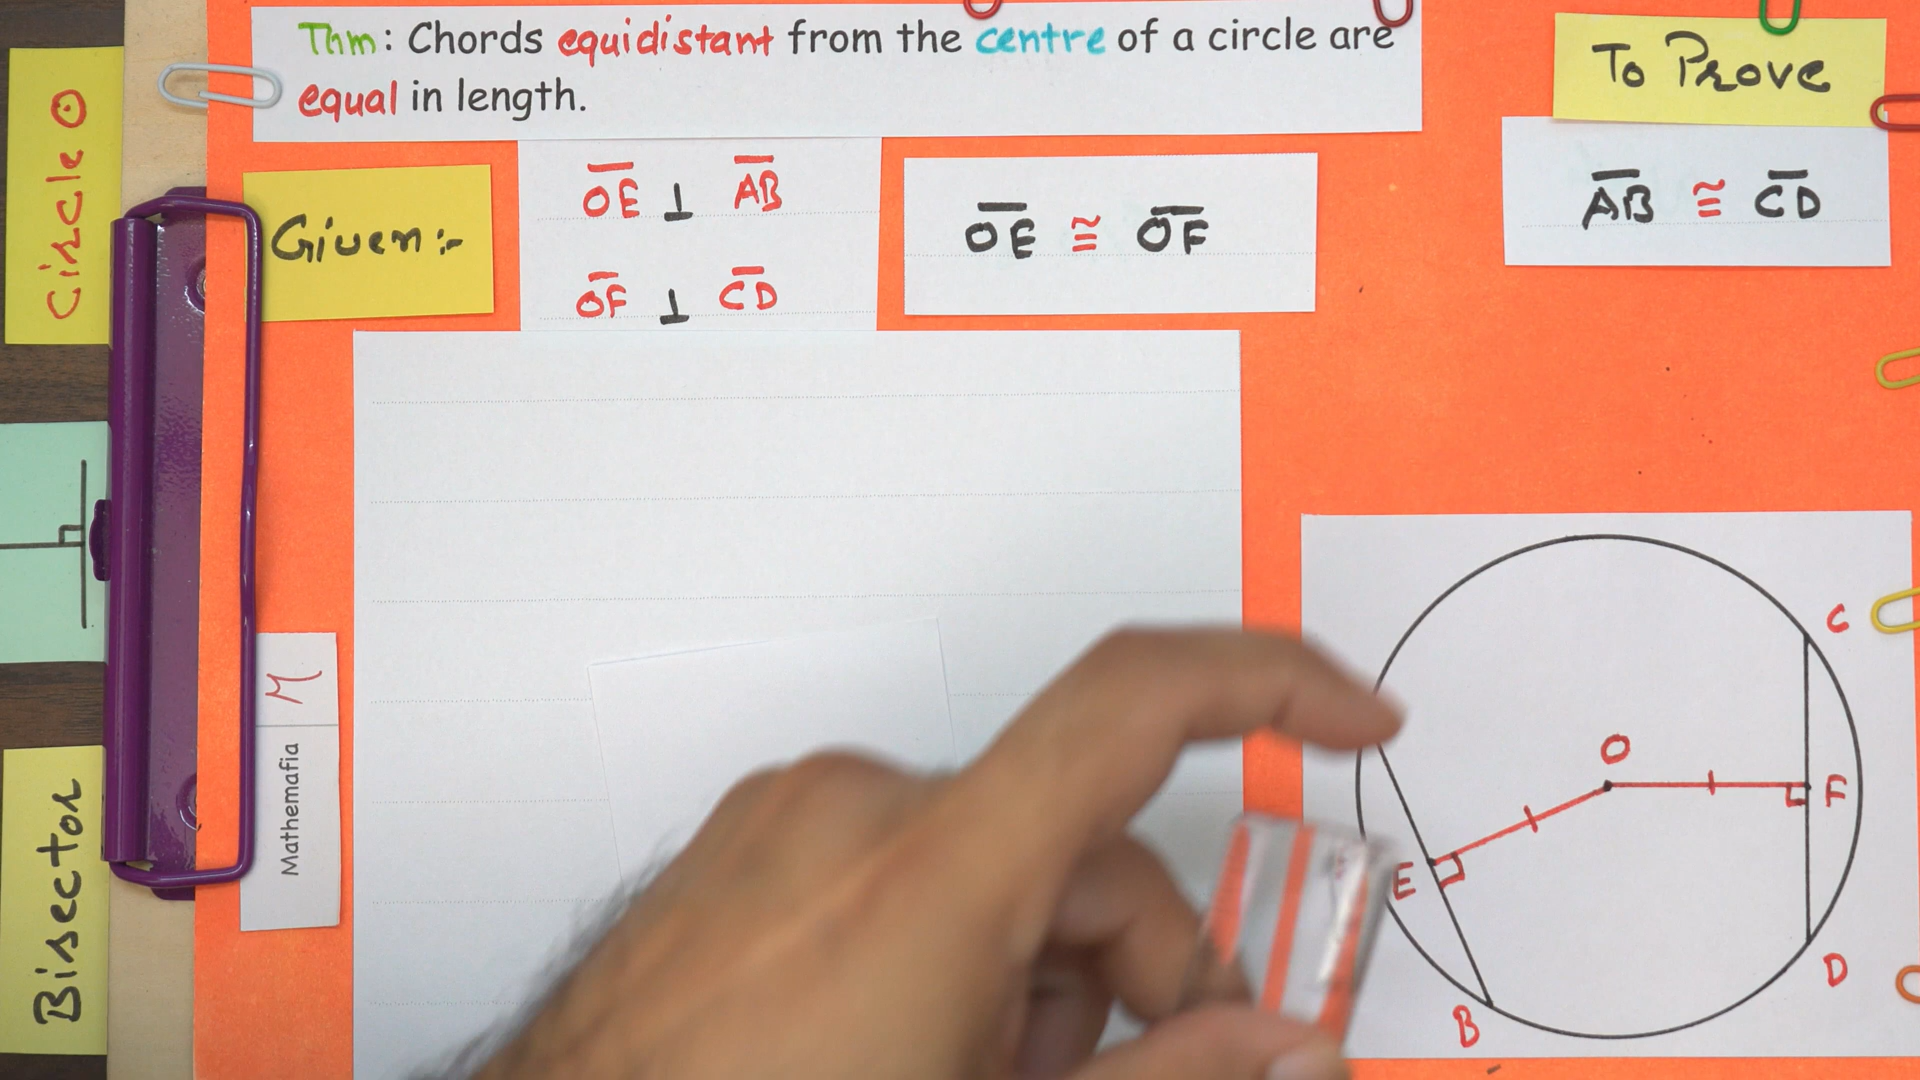 Thm: Chords equidistant from the centre of a circle are
equal in length.
To Prove
Circle
Given:-
OE ⊥ AB
OF ⊥ CD
OE ≅ OF
AB ≅ CD
M
Mathemafia
Bisector
C
O
F
E
D
B